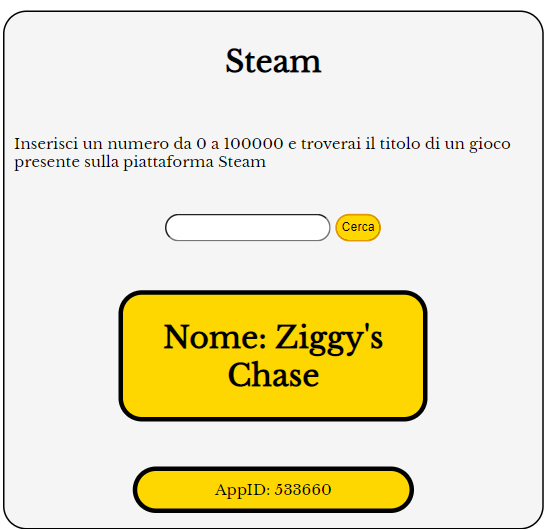 Steam
Inserisci un numero da 0 a 100000 e troverai il titolo di un gioco
presente sulla piattaforma Steam
Cerca
Nome: Ziggy's
Chase
AppID: 533660